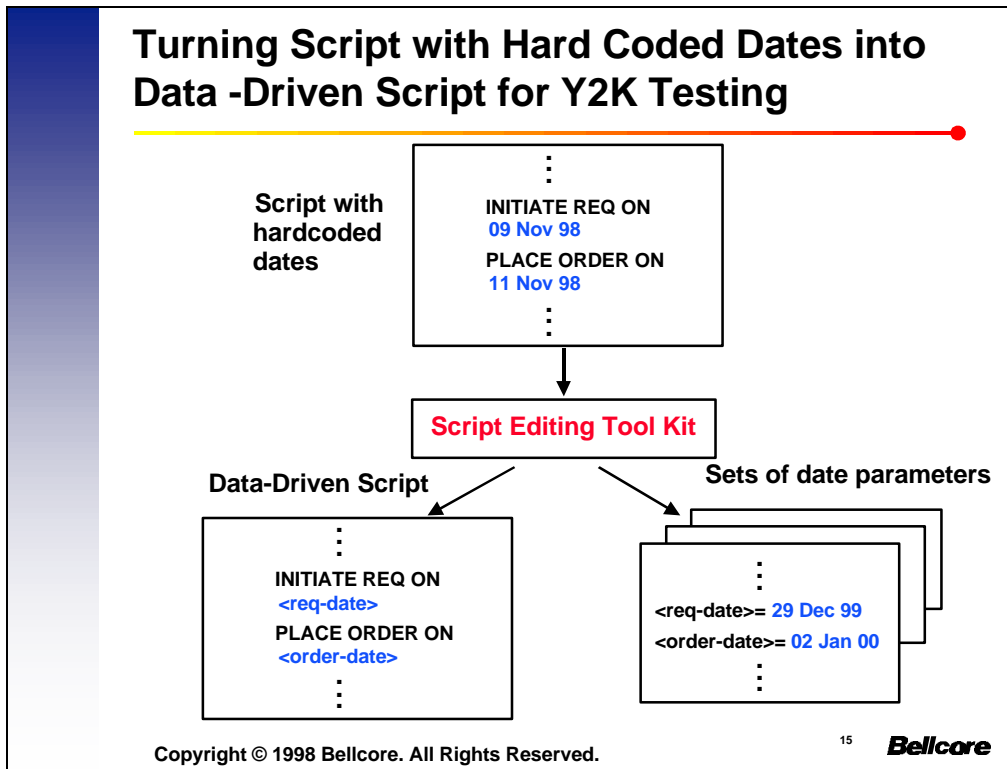 Turning Script with Hard Coded Dates into
Data -Driven Script for Y2K Testing
Script with
hardcoded
dates
INITIATE REQ ON
09 Nov 98
PLACE ORDER ON
11 Nov 98
Script Editing Tool Kit
Data-Driven Script
INITIATE REQ ON
<req-date>
PLACE ORDER ON
<order-date>
Sets of date parameters
<req-date>= 29 Dec 99
<order-date>= 02 Jan 00
Copyright © 1998 Bellcore. All Rights Reserved.
15
Bellcore